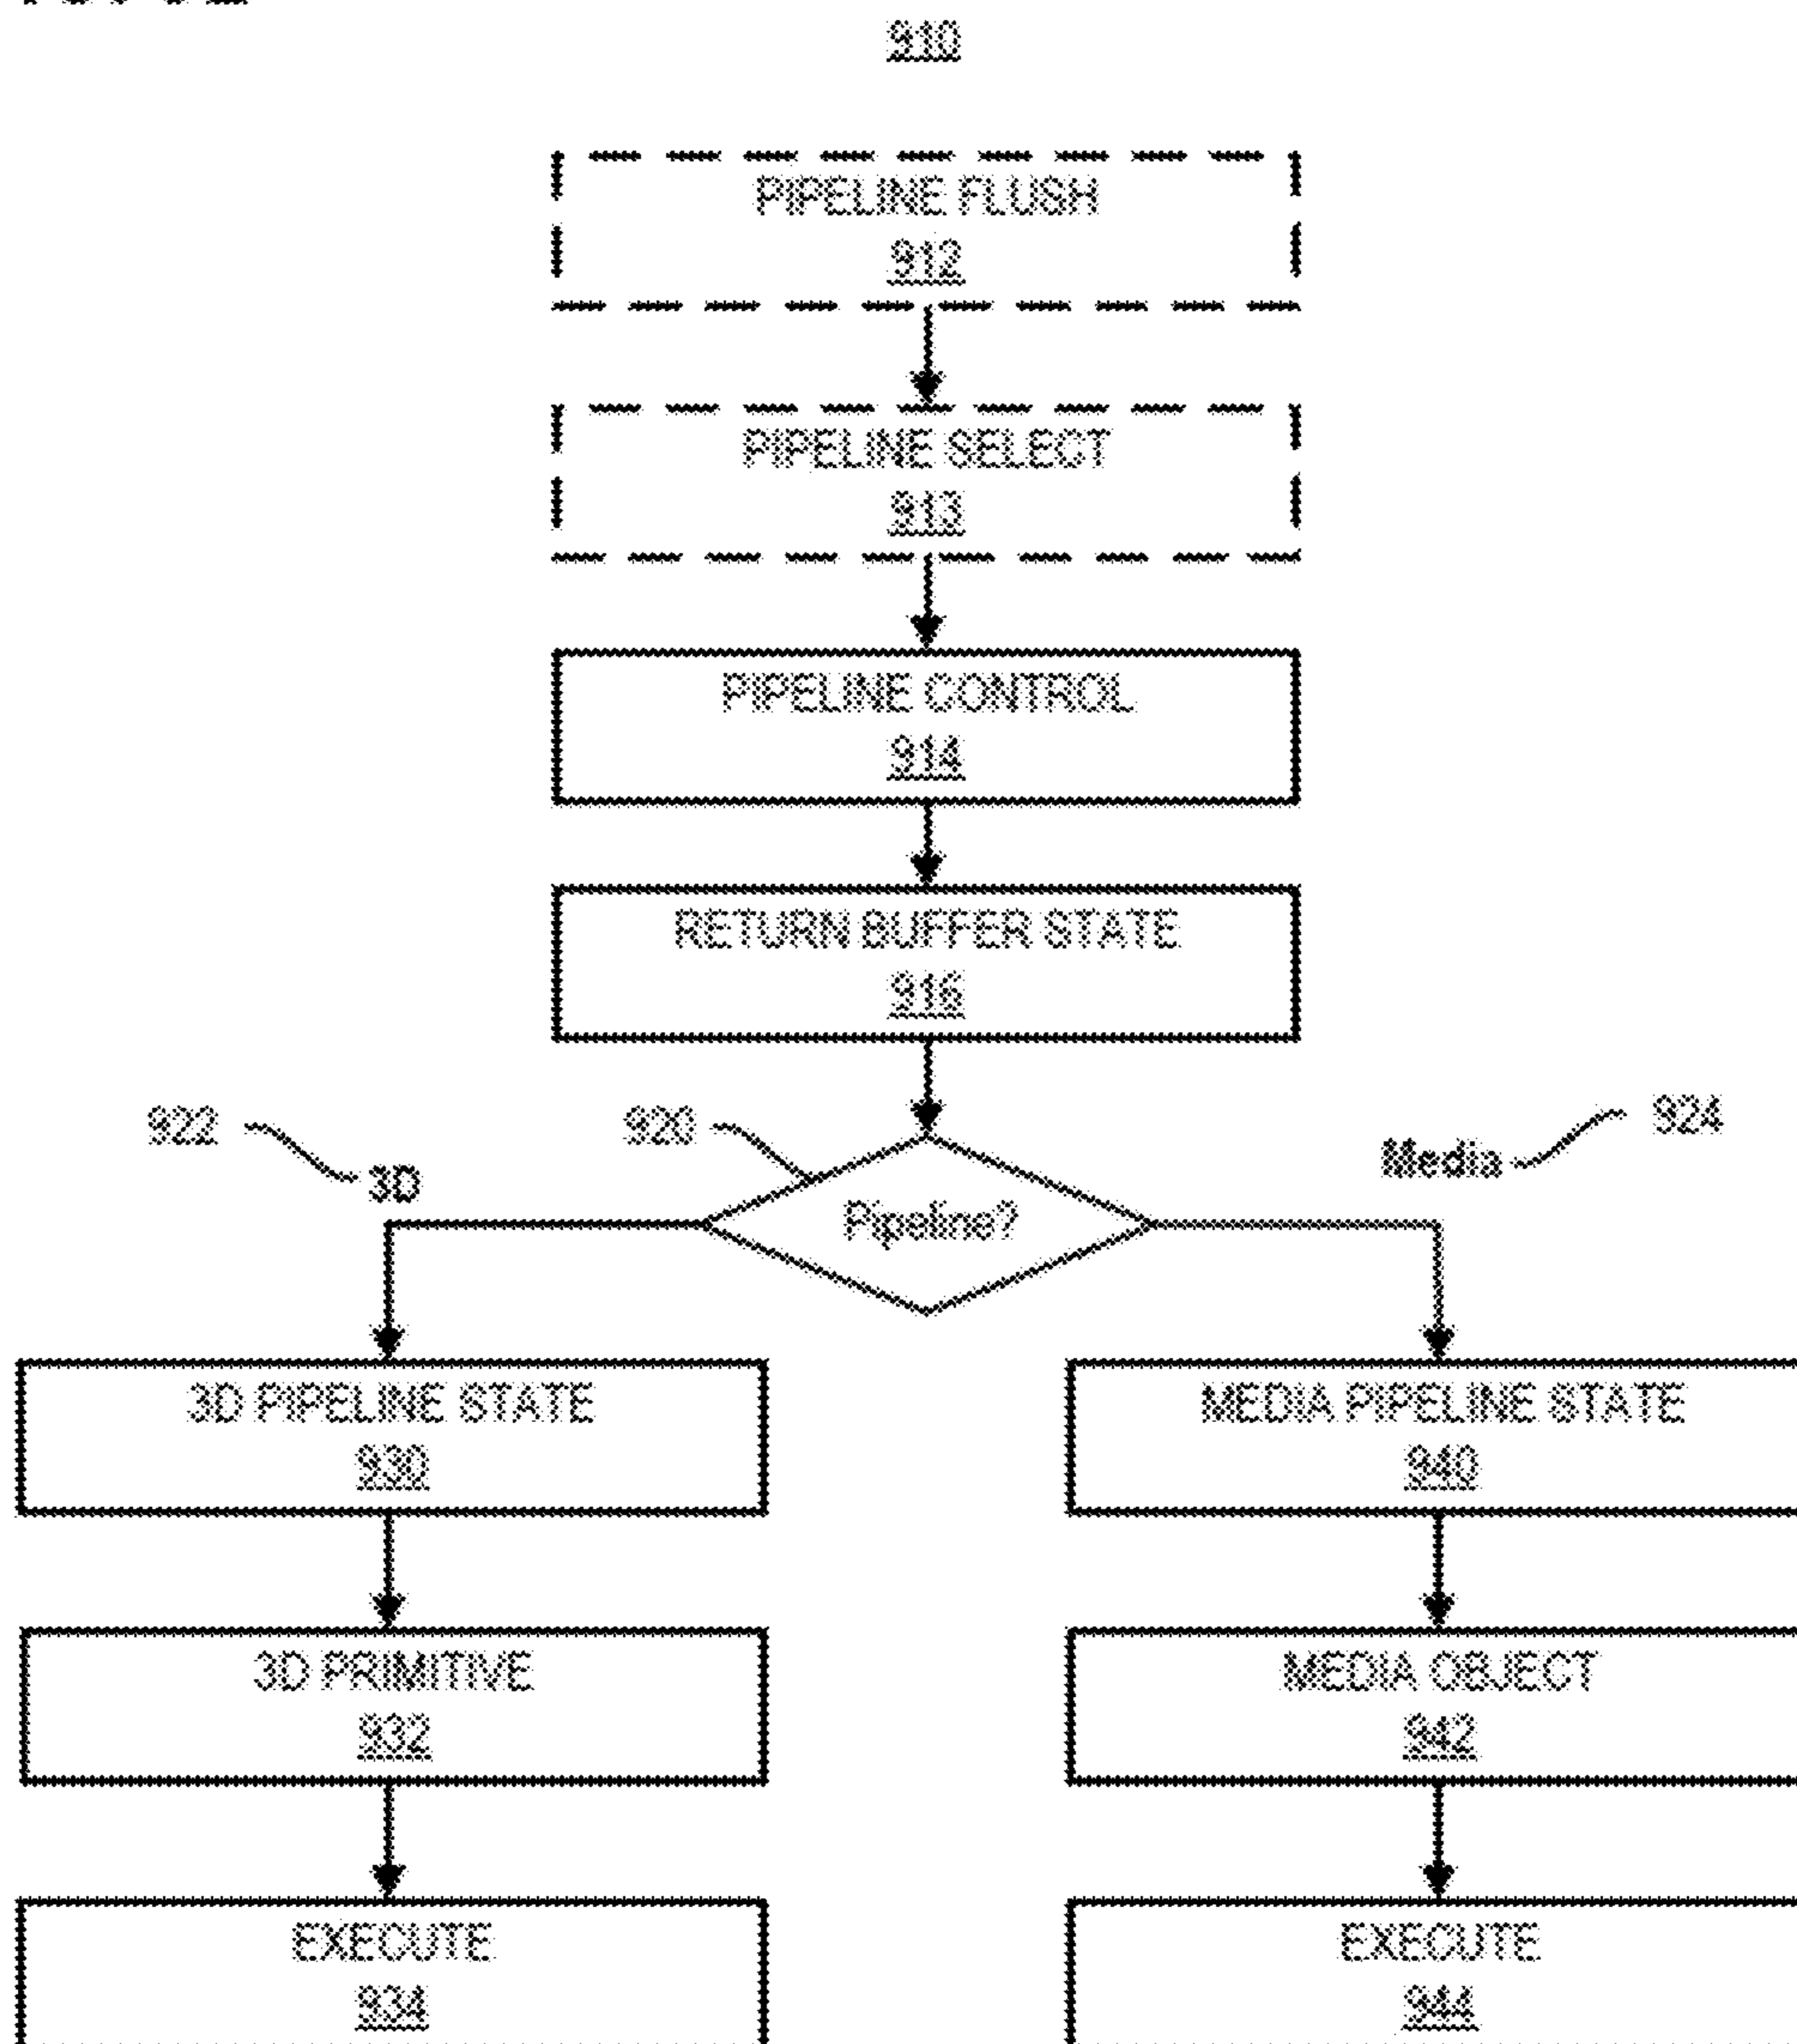 910
PIPELINE FLUSH
912
PIPELINE SELECT
913
PIPELINE CONTROL
914
RETURN BUFFER STATE
916
922
920
924
3D
Media
Pipeline?
3D PIPELINE STATE
930
MEDIA PIPELINE STATE
940
3D PRIMITIVE
932
MEDIA OBJECT
942
EXECUTE
934
EXECUTE
944